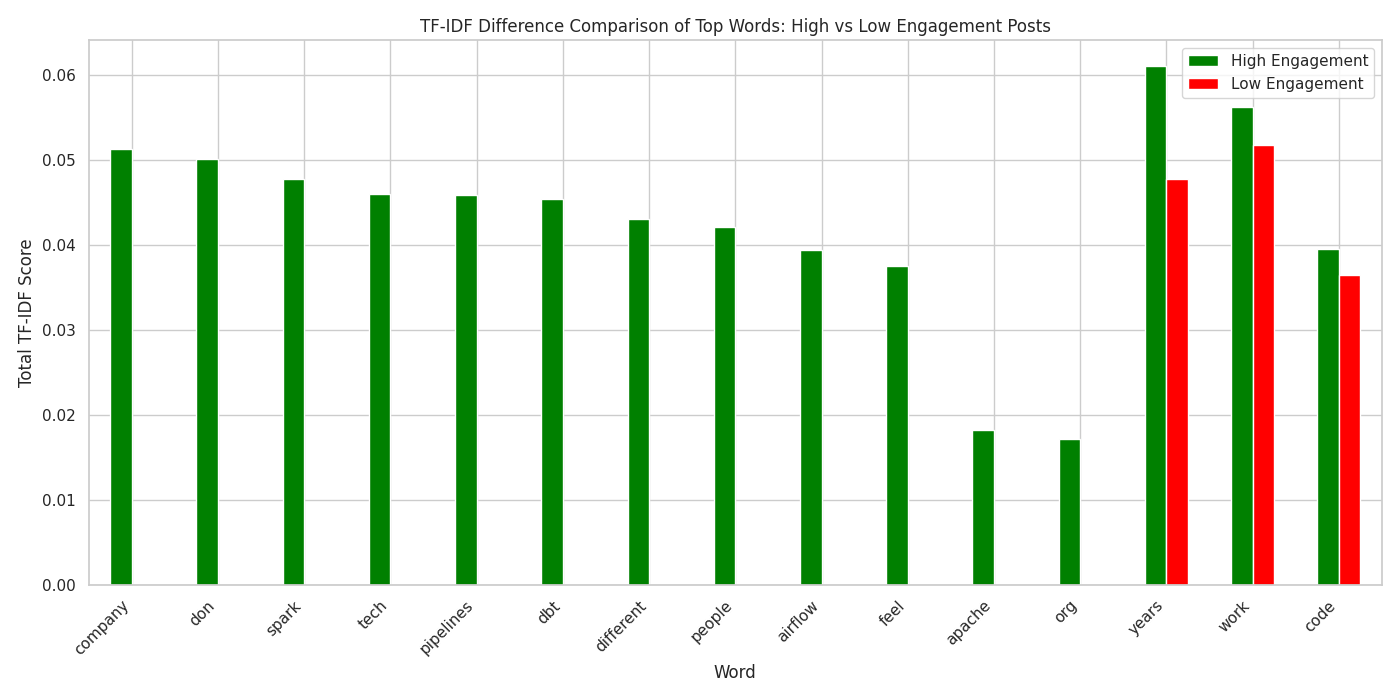 TF-IDF Difference Comparison of Top Words: High vs Low Engagement Posts
High Engagement
Low Engagement
Total TF-IDF Score
0.06
0.05
0.04
0.03
0.02
0.01
0.00
company
don
spark
tech
pipelines
dbt
different
people
airflow
feel
apache
org
years
work
code
Word